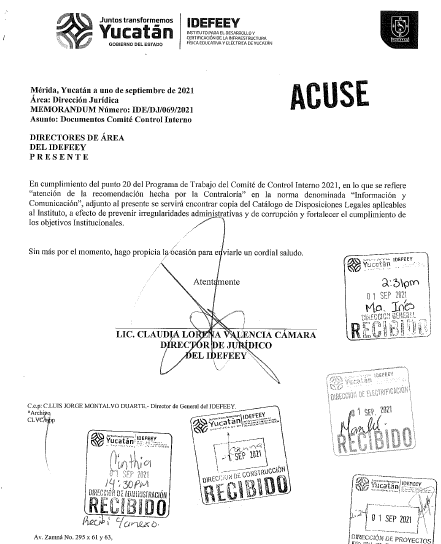 Juntos transformemos
Yucatán
GOBIERNO DEL ESTADO
IDEFEEY
INSTITUTO PARA EL DESARROLLO Y
CERTIFICACIÓN DE LA INFRAESTRUCTURA
FÍSICA EDUCATIVA Y ELÉCTRICA DE YUCATÁN
Mérida, Yucatán a uno de septiembre de 2021
Área: Dirección Jurídica
MEMORANDUM Número: IDE/DJ/069/2021
Asunto: Documentos Comité Control Interno
ACUSE
DIRECTORES DE ÁREA
DEL IDEFEEY
P R E S E N T E
En cumplimiento del punto 20 del Programa de Trabajo del Comité de Control Interno 2021, en lo que se refiere
“atención de la recomendación hecha por la Contraloría” en la norma denominada “Información y
Comunicación”, adjunto al presente se servirá encontrar copia del Catálogo de Disposiciones Legales aplicables
al Instituto, a efecto de prevenir irregularidades administrativas y de corrupción y fortalecer el cumplimiento de
los objetivos Institucionales.
Sin más por el momento, hago propicia la ocasión para enviarle un cordial saludo.
Atentamente
LIC. CLAUDIA LORENA VALENCIA CÁMARA
DIRECTOR DE JURÍDICO
DEL IDEFEEY
Yucatán IDEFEEY
2:31pm
01 SEP 2021
Ma. Inés
DIRECCIÓN GENERAL
RECIBIDO
Yucatán IDEFEEY
DIRECCIÓN DE ELECTRIFICACIÓN
01 SEP. 2021
RECIBIDO
C.c.p: C.LUIS JORGE MONTALVO DUARTE.- Director de General del IDEFEEY.
*Archivo
Yucatán IDEFEEY
Cinthia
01 SEP 2021
14:30PM
DIRECCIÓN DE ADMINISTRACIÓN
RECIBIDO
Recibí 1 anexo.
Yucatán IDEFEEY
1 SEP 2021
DIRECCIÓN DE CONSTRUCCIÓN
RECIBIDO
Yucatán IDEFEEY
01 SEP 2021
DIRECCIÓN DE PROYECTOS
Av. Zamná No. 295 x 61 y 63,